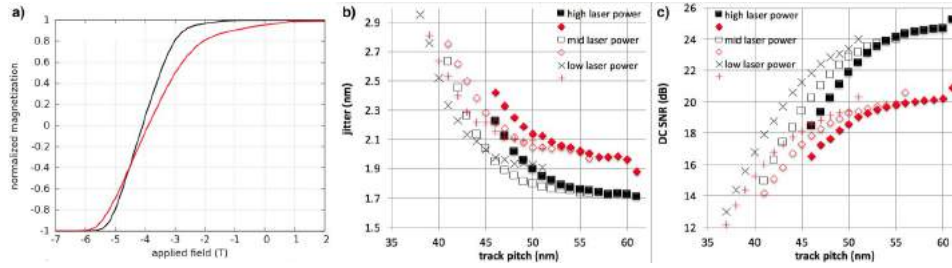 a)
1
0.8
0.6
0.4
0.2
0
-0.2
-0.4
-0.6
-0.8
-1
normalized magnetization
-7 -6 -5 -4 -3 -2 -1 0 1 2
applied field (T)
b)
2.9
2.7
2.5
2.3
2.1
1.9
1.7
1.5
jitter (nm)
high laser power
mid laser power
low laser power
35 40 45 50 55 60
track pitch (nm)
c)
26
24
22
20
18
16
14
12
DC SNR (dB)
high laser power
mid laser power
low laser power
35 40 45 50 55 60
track pitch (nm)